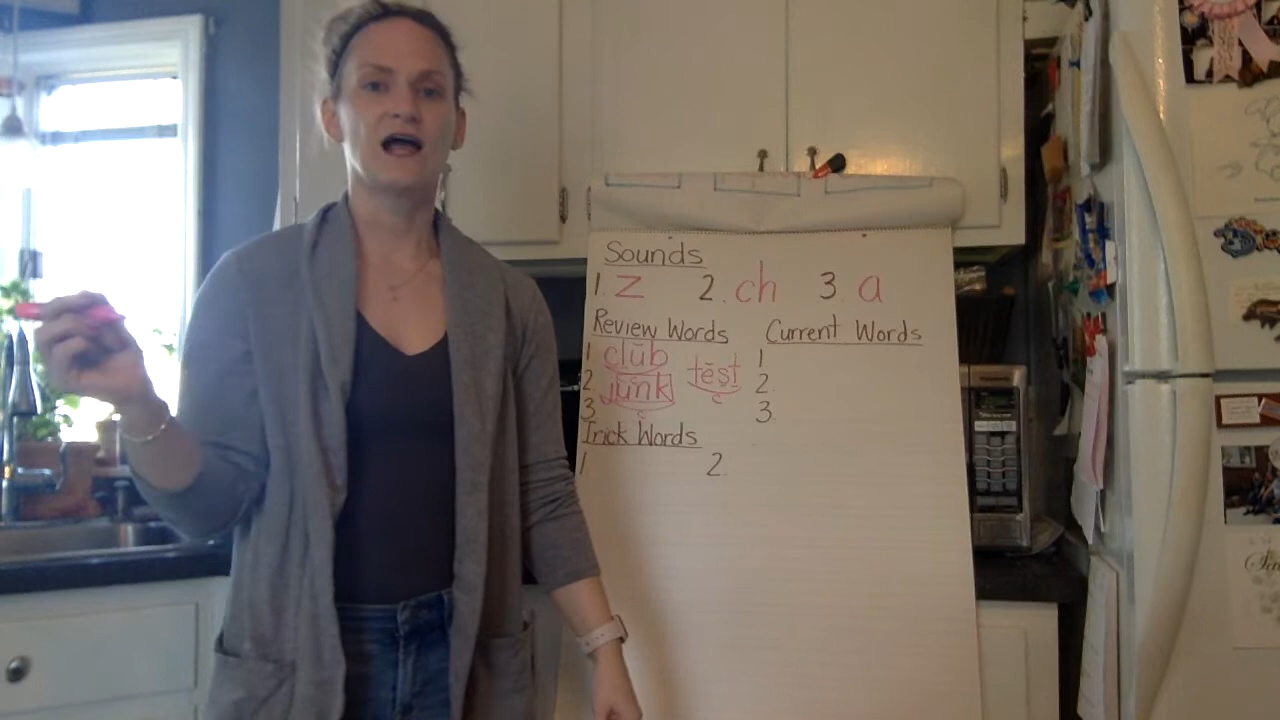 Sounds
1. z 2. ch 3. a
Review Words Current Words
1 club test 1
2. junk 2.
3. 3.
Trick Words
1 2.